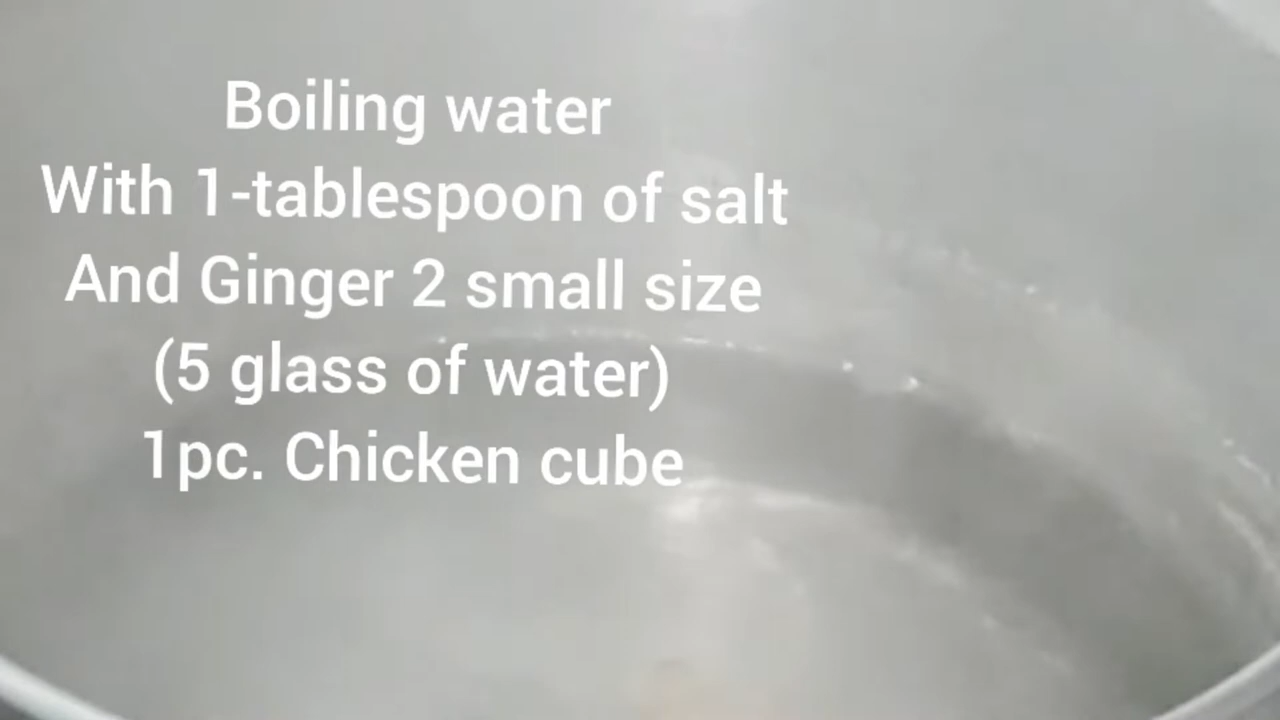 Boiling water
With 1-tablespoon of salt
And Ginger 2 small size
(5 glass of water)
1pc. Chicken cube